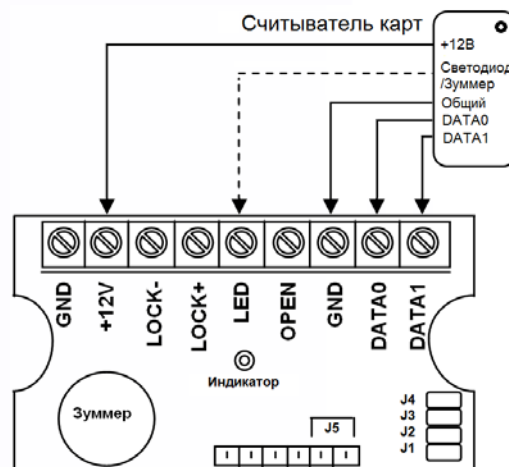 Считыватель карт
+12В
Светодиод
/Зуммер
Общий
DATA0
DATA1
GND
+12V
LOCK-
LOCK+
LED
OPEN
GND
DATA0
DATA1
Индикатор
Зуммер
J5
J4
J3
J2
J1